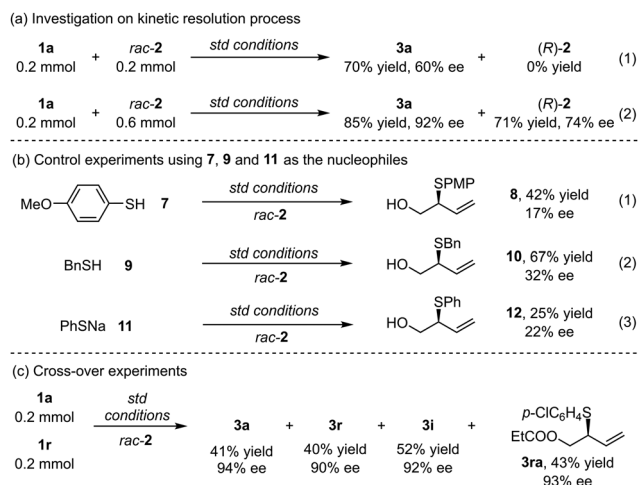 (a) Investigation on kinetic resolution process
1a + rac-2 std conditions 3a + (R)-2 (1)
0.2 mmol 0.2 mmol 70% yield, 60% ee 0% yield
1a + rac-2 std conditions 3a + (R)-2 (2)
0.2 mmol 0.6 mmol 85% yield, 92% ee 71% yield, 74% ee
(b) Control experiments using 7, 9 and 11 as the nucleophiles
MeO SH 7 std conditions rac-2 HO SPMP 8, 42% yield (1)
17% ee
BnSH 9 std conditions rac-2 HO SBn 10, 67% yield (2)
32% ee
PhSNa 11 std conditions rac-2 HO SPh 12, 25% yield (3)
22% ee
(c) Cross-over experiments
1a std
0.2 mmol conditions 3a + 3r + 3i + p-ClC6H4S
1r rac-2 41% yield 40% yield 52% yield EtCOO
0.2 mmol 94% ee 90% ee 92% ee 3ra, 43% yield
93% ee